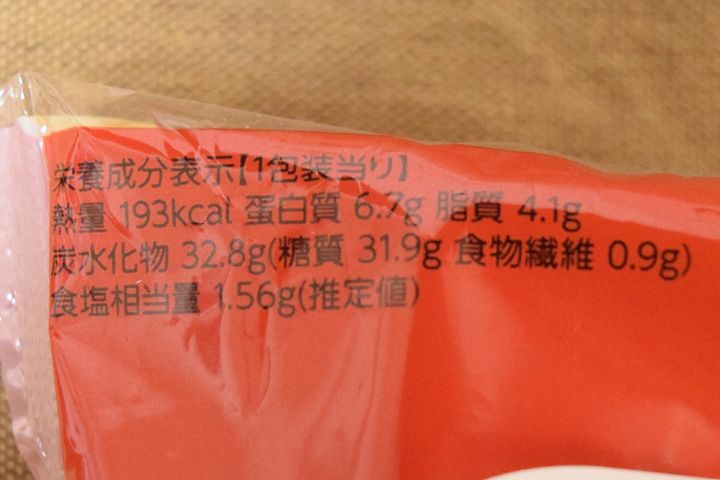 栄養成分表示【1包装当り】
熱量 193kcal 蛋白質 6.7g 脂質 4.1g
炭水化物 32.8g(糖質 31.9g 食物繊維 0.9g)
食塩相当量 1.56g(推定値)